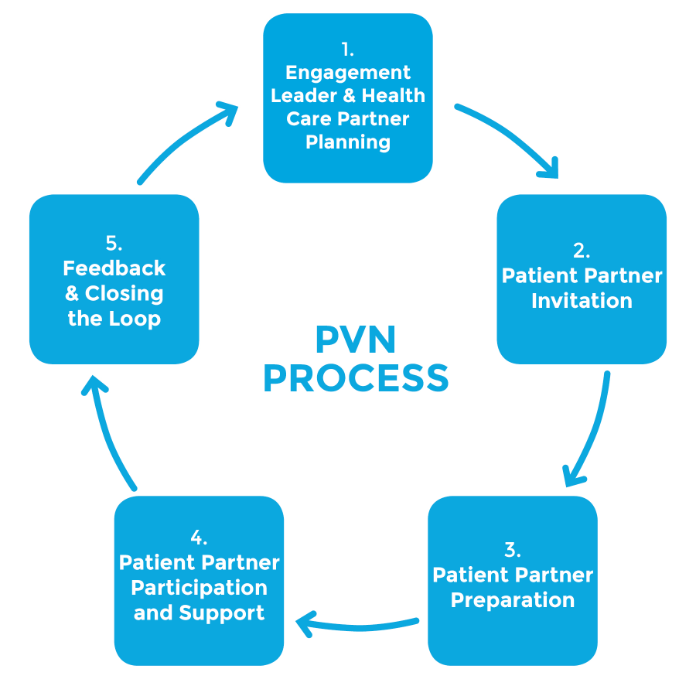 1.
Engagement
Leader & Health
Care Partner
Planning
2.
Patient Partner
Invitation
3.
Patient Partner
Preparation
4.
Patient Partner
Participation
and Support
5.
Feedback
& Closing
the Loop
PVN
PROCESS